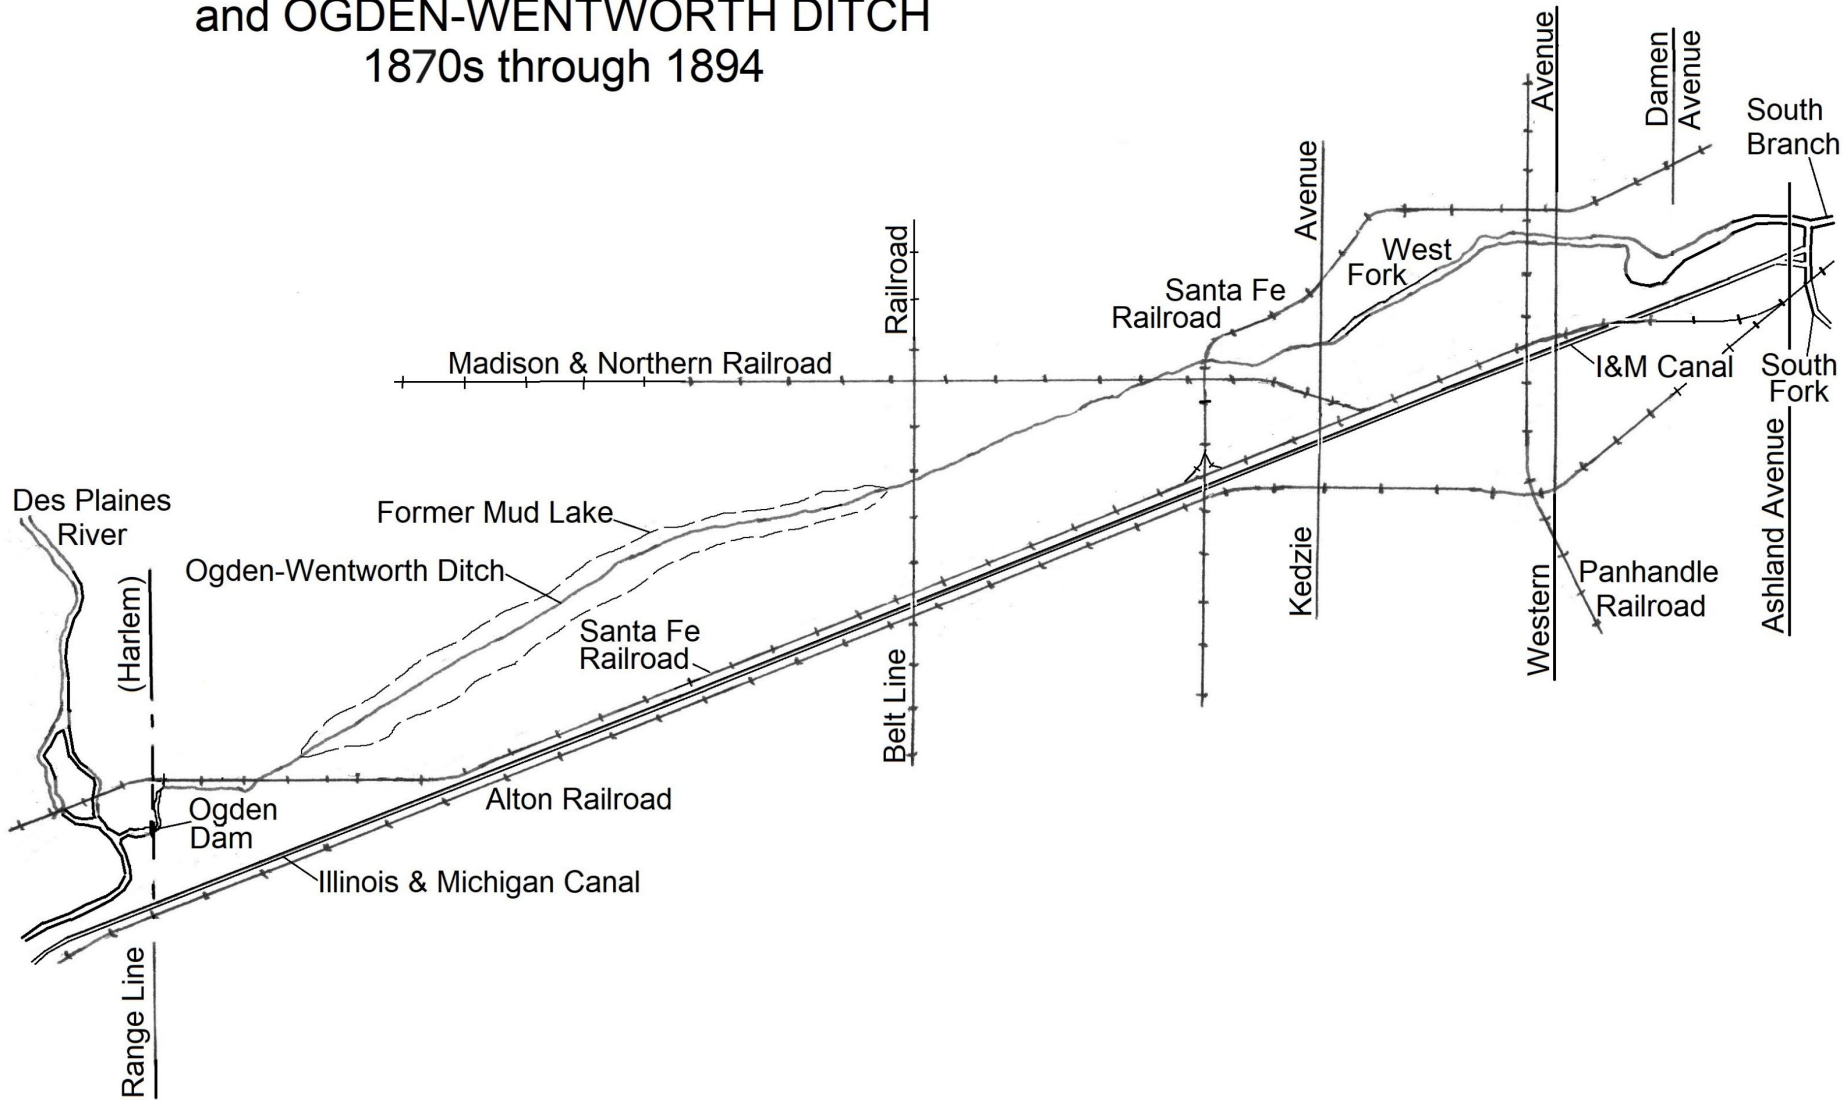 and OGDEN-WENTWORTH DITCH
1870s through 1894
Avenue
Damen
Avenue
South
Branch
Avenue
West
Fork
Railroad
Santa Fe
Railroad
Madison & Northern Railroad
I&M Canal
South
Fork
Des Plaines
River
Former Mud Lake
Ogden-Wentworth Ditch
(Harlem)
Santa Fe
Railroad
Belt Line
Kedzie
Western
Panhandle
Railroad
Ashland Avenue
Ogden
Dam
Alton Railroad
Illinois & Michigan Canal
Range Line